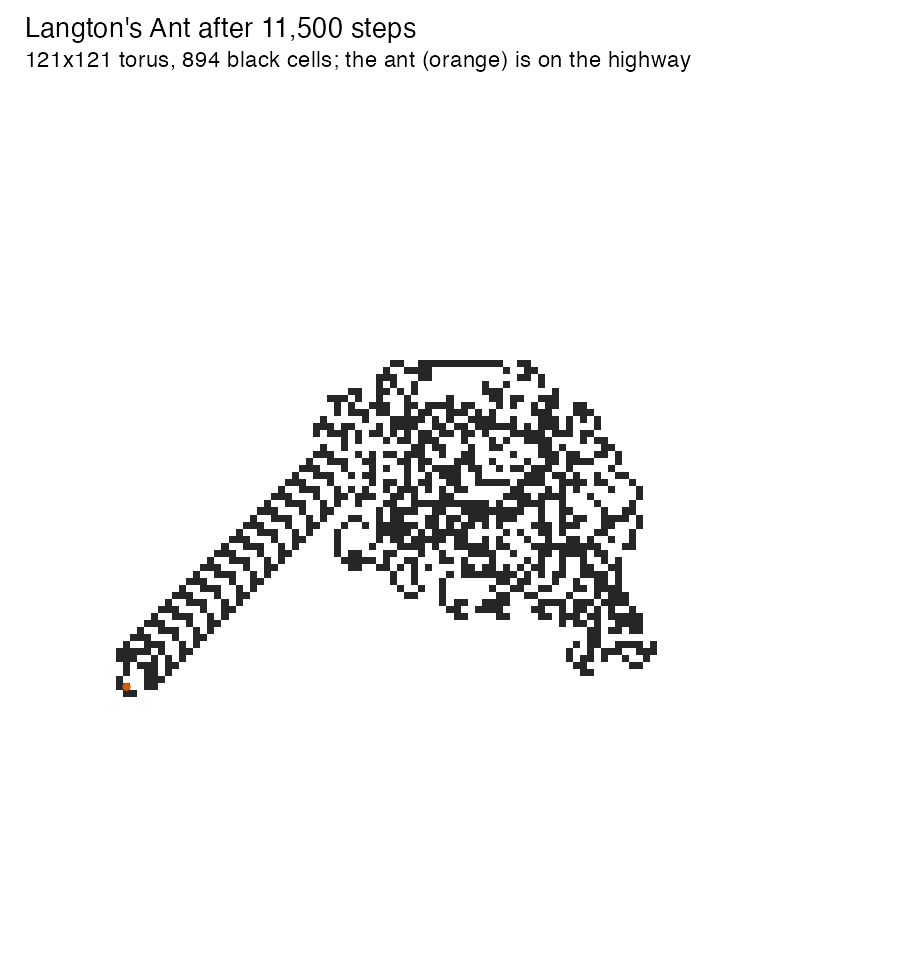 Langton's Ant after 11,500 steps
121x121 torus, 894 black cells; the ant (orange) is on the highway